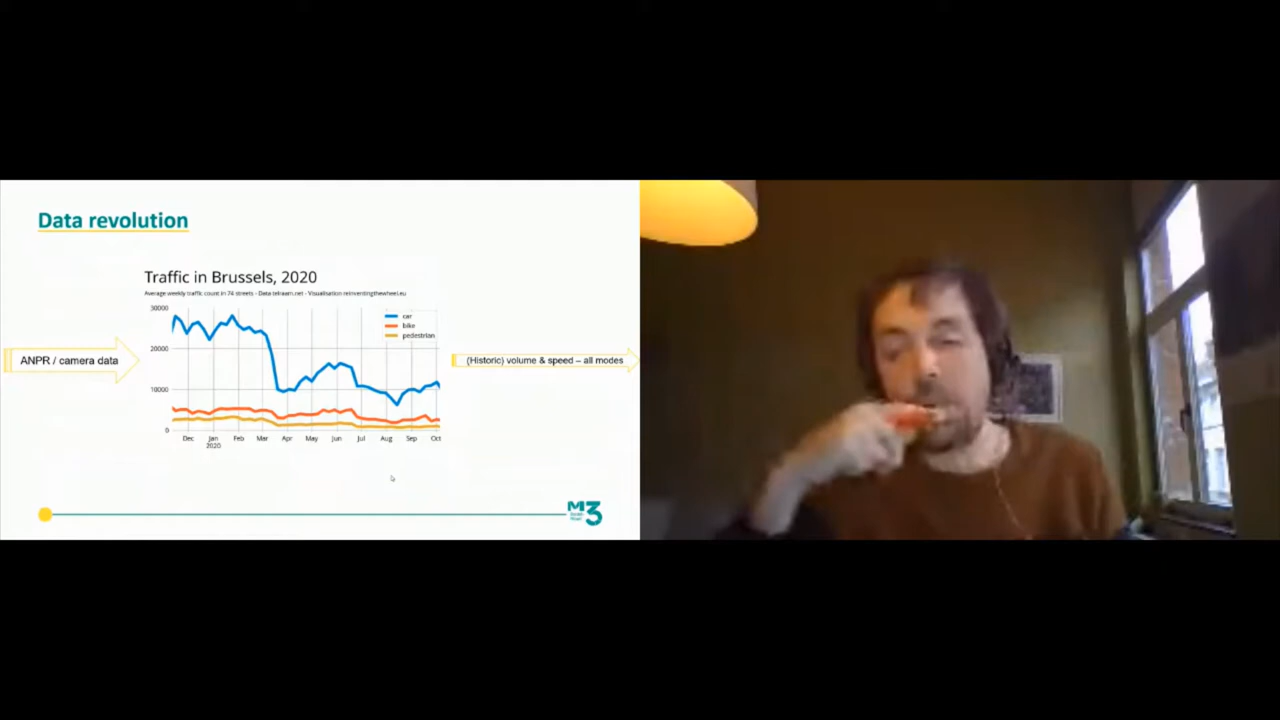 Data revolution
Traffic in Brussels, 2020
Average weekly traffic count in 74 streets - Data telraam.net - Visualisation reinventingthewheel.eu
30000
20000
10000
0
car
bike
pedestrian
ANPR / camera data
(Historic) volume & speed – all modes
Dec Jan Feb Mar Apr May Jun Jul Aug Sep Oct
2020
M3